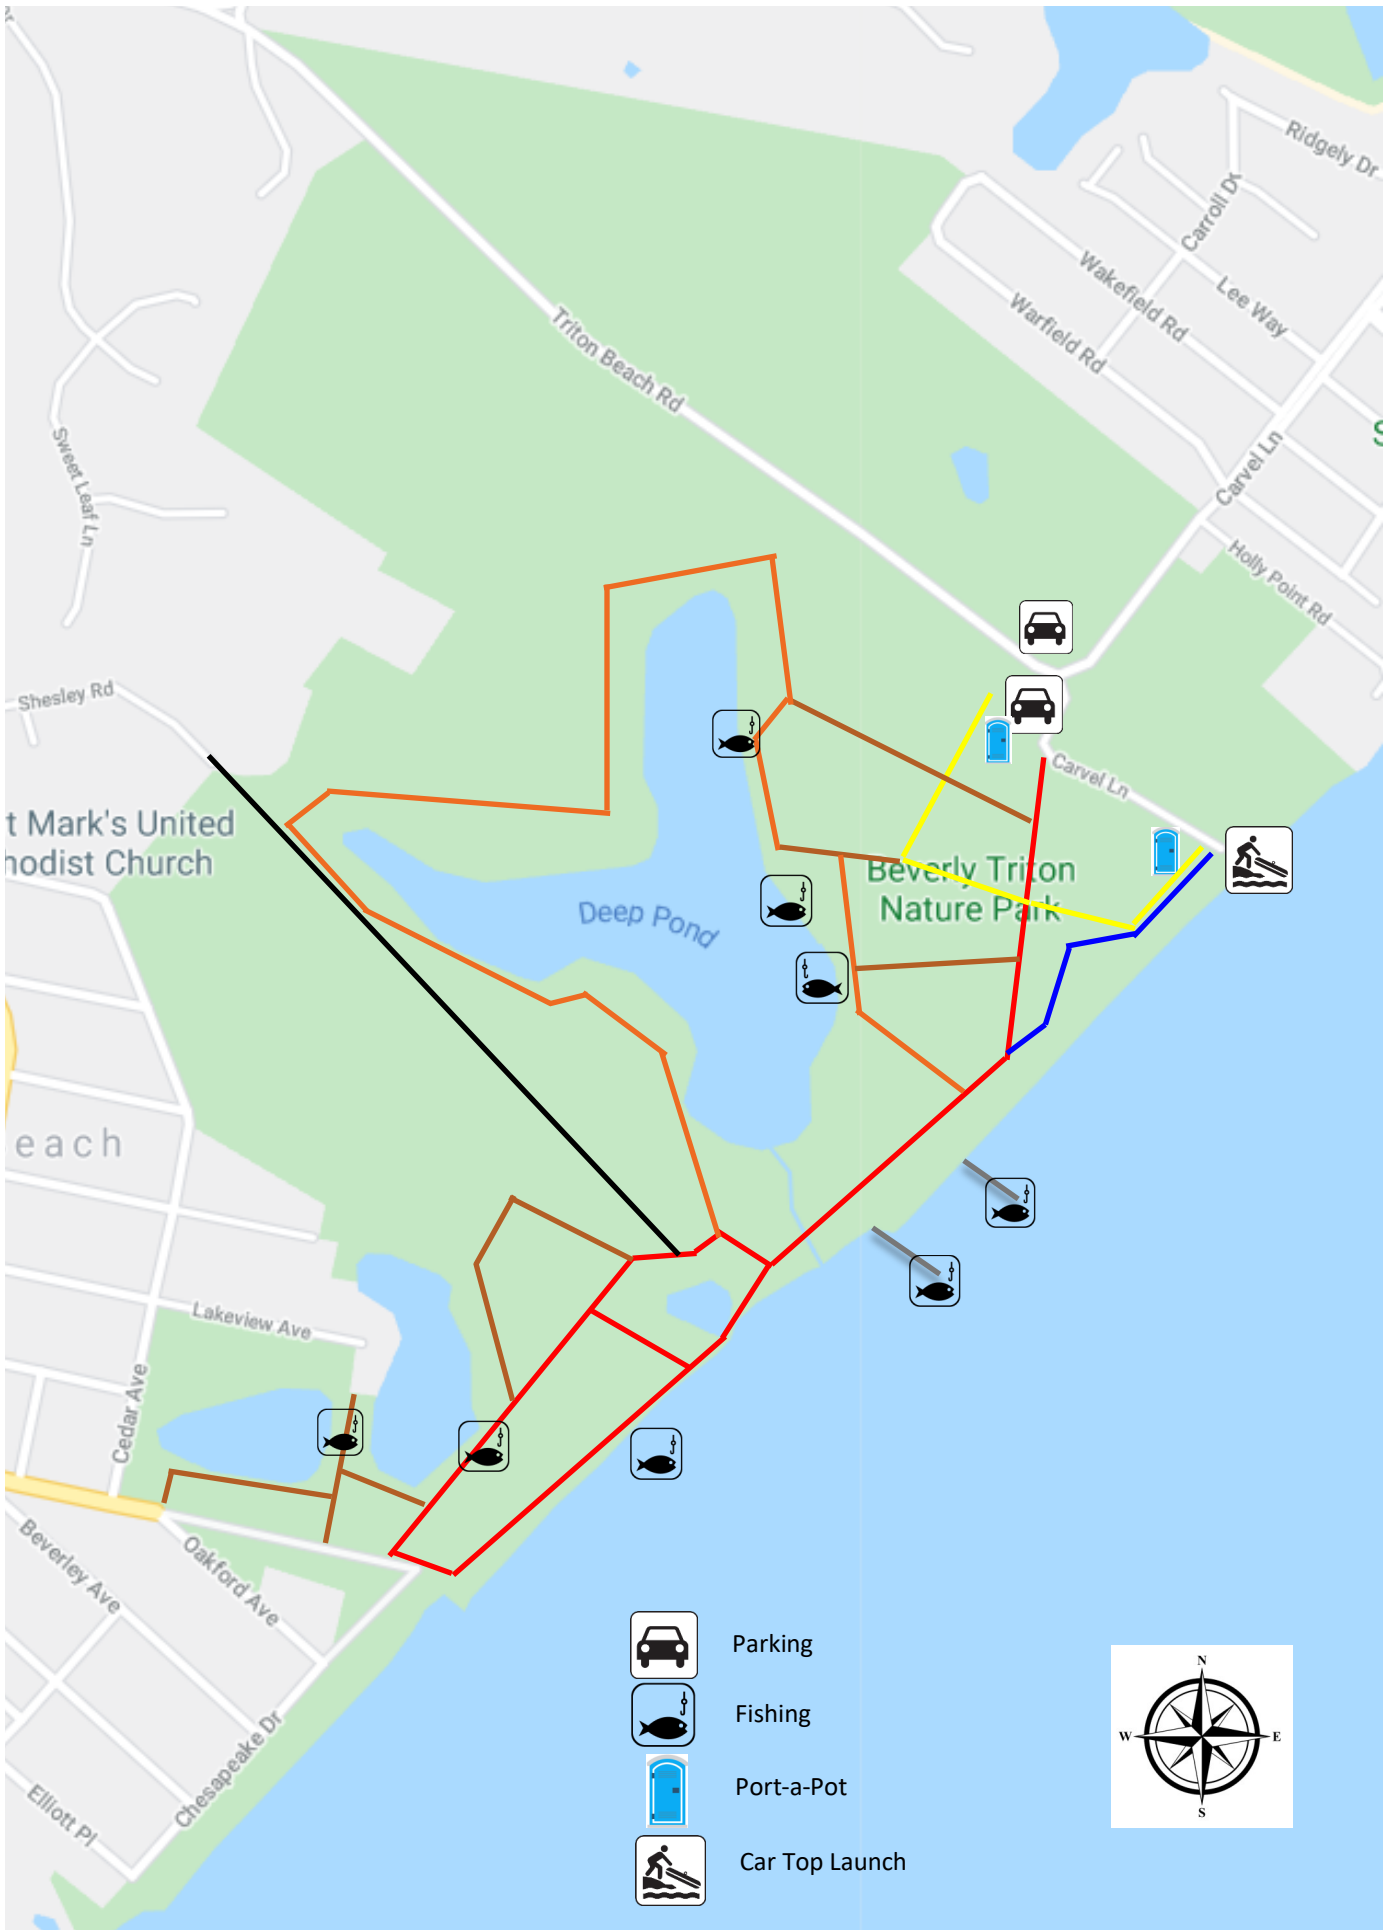 Ridgely Dr
Carroll Dr
Wakefield Rd
Lee Way
Warfield Rd
Triton Beach Rd
Carvel Ln
Sweet Leaf Ln
S
Holly Point Rd
Shesley Rd
Carvel Ln
t Mark's United
hodist Church
Beverly Triton
Nature Park
Deep Pond
each
Lakeview Ave
Cedar Ave
Beverley Ave
Oakford Ave
Chesapeake Dr
Elliott Pl
Parking
Fishing
Port-a-Pot
Car Top Launch
N
W E
S